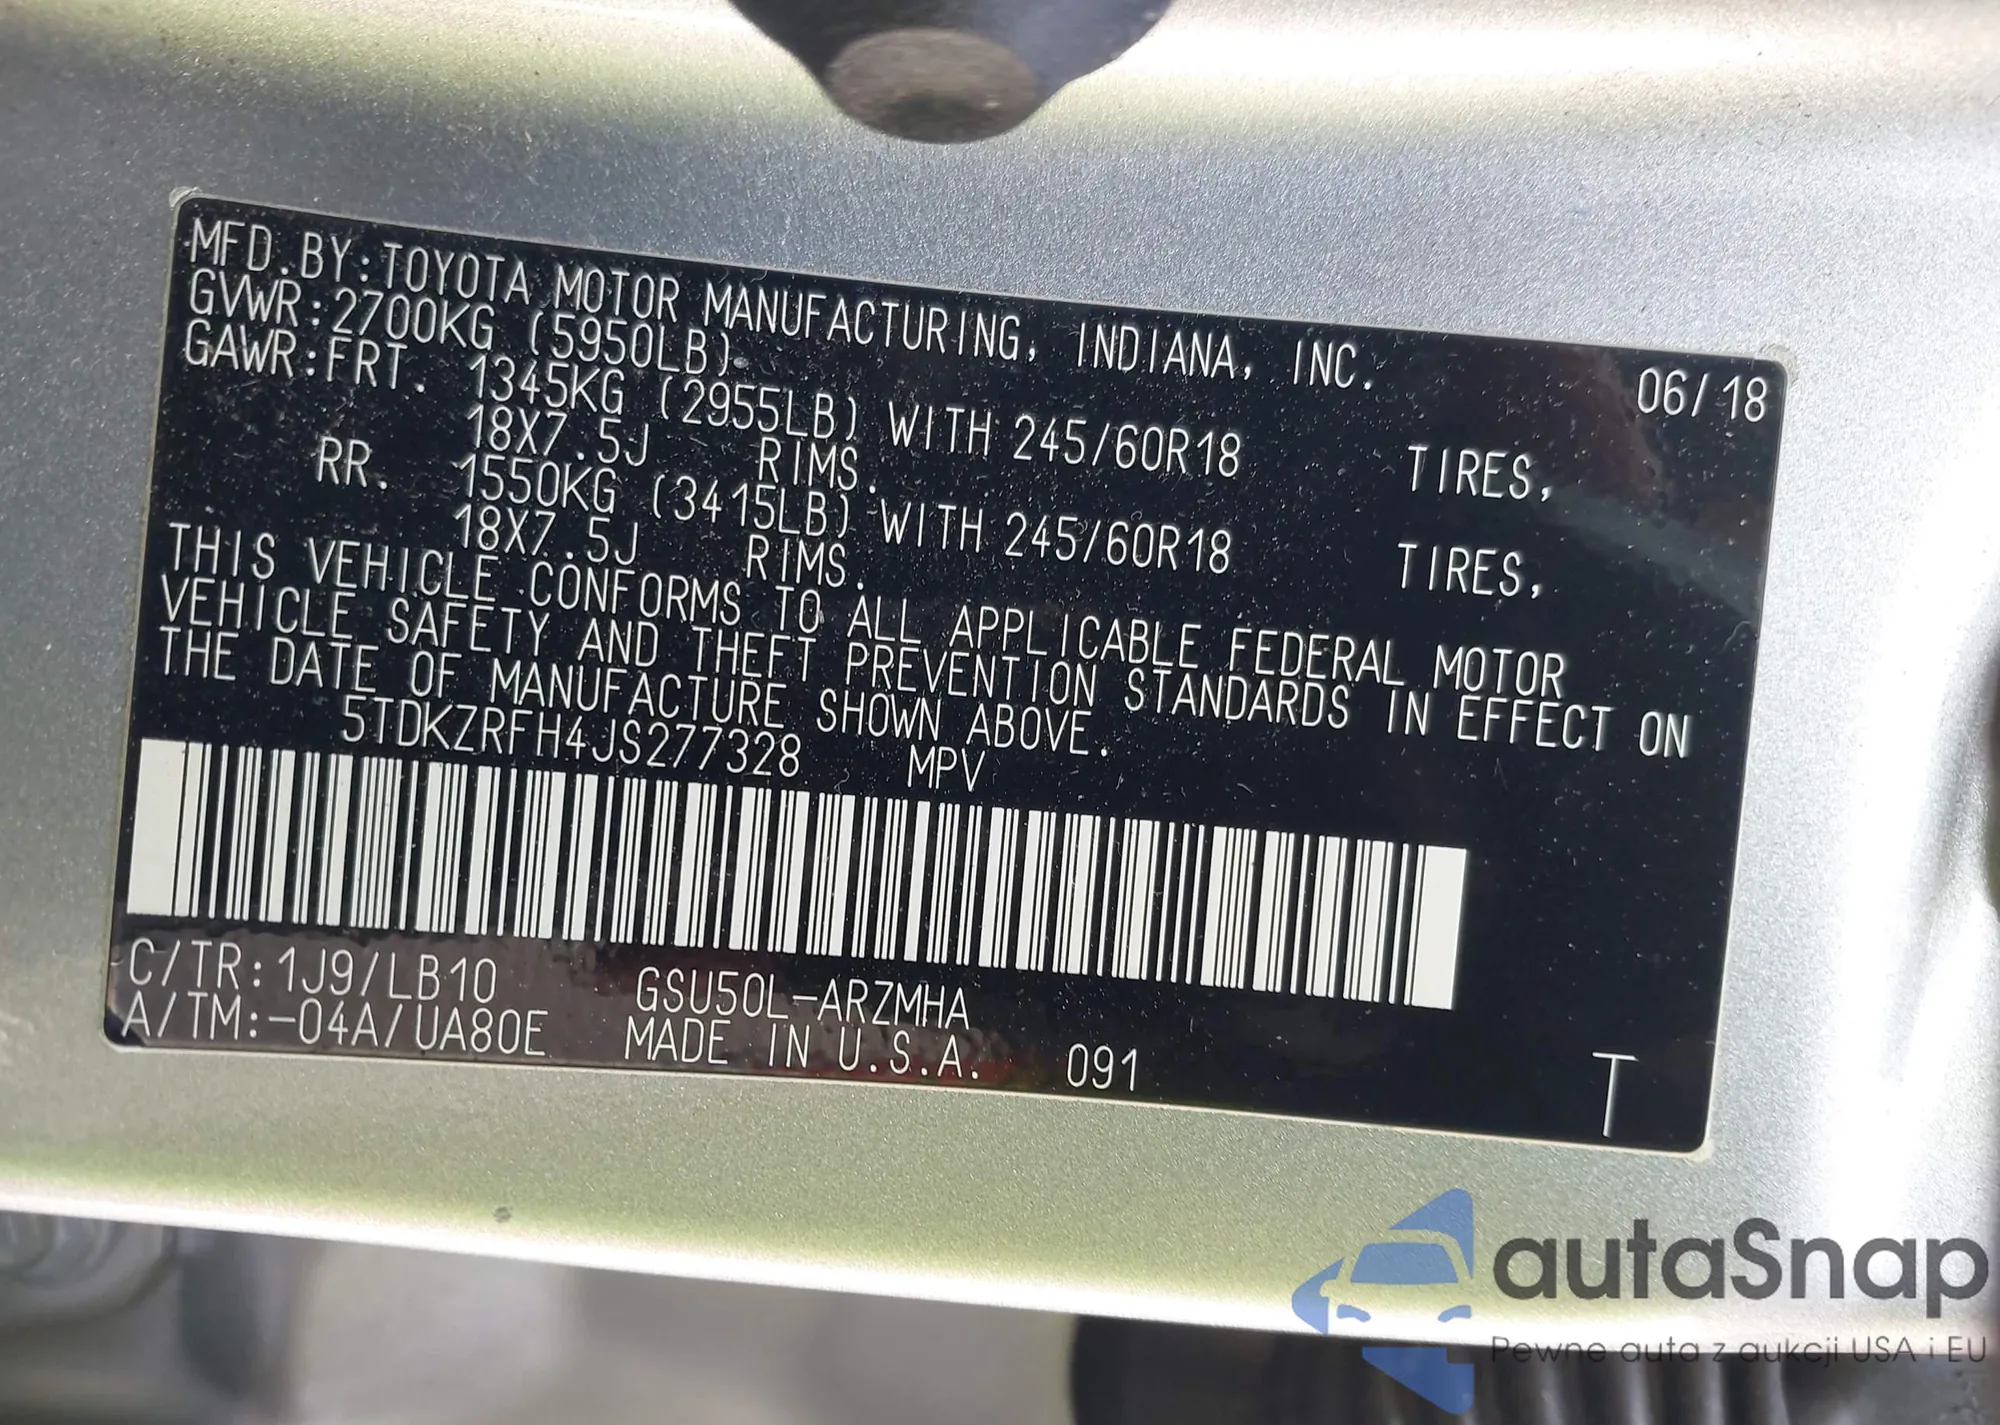 MFD.BY:TOYOTA MOTOR MANUFACTURING, INDIANA, INC. 06/18
GVWR:2700KG (5950LB)
GAWR:FRT. 1345KG (2955LB) WITH 245/60R18 TIRES,
18X7.5J RIMS.
RR. 1550KG (3415LB) WITH 245/60R18 TIRES,
18X7.5J RIMS.
THIS VEHICLE CONFORMS TO ALL APPLICABLE FEDERAL MOTOR
VEHICLE SAFETY AND THEFT PREVENTION STANDARDS IN EFFECT ON
THE DATE OF MANUFACTURE SHOWN ABOVE.
5TDKZRFH4JS277328 MPV
C/TR:1J9/LB10 GSU50L-ARZMHA
A/TM:-04A/UA80E MADE IN U.S.A. 091 T
autaSnap
Pewne auta z aukcji USA i EU